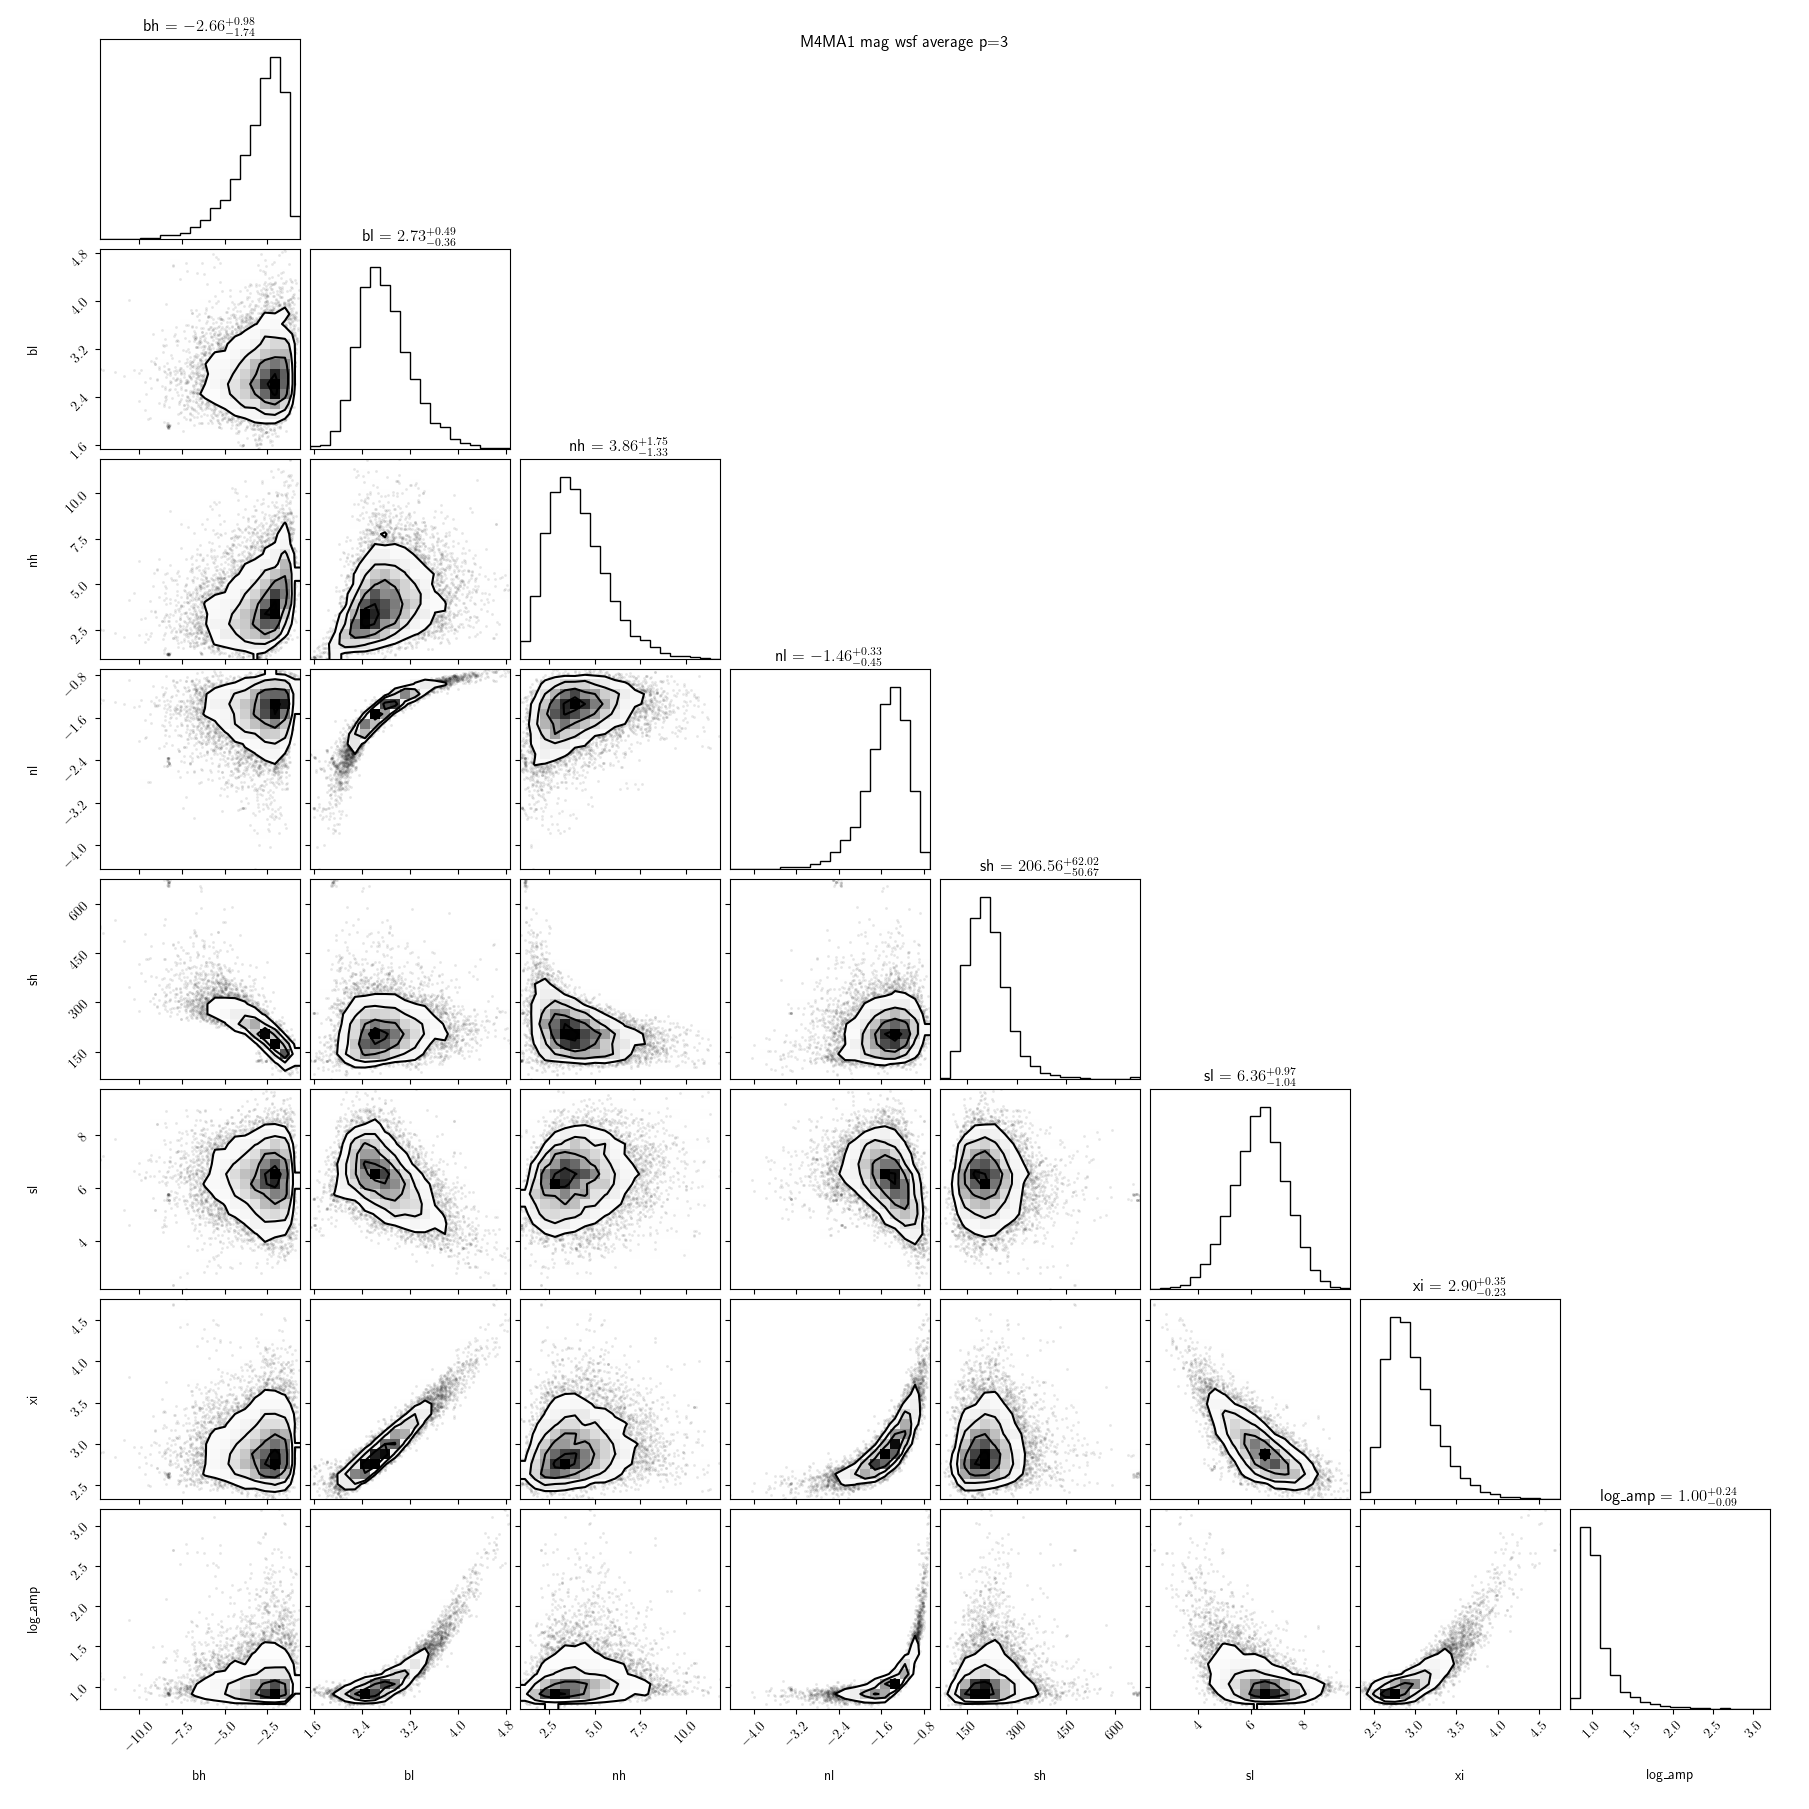 M4MA1 mag wsf average p=3
bh = −2.66 +0.98 −1.74
bl = 2.73 +0.49 −0.36
4.8
4.0
3.2
2.4
1.6
bl
nh = 3.86 +1.75 −1.33
10.0
7.5
5.0
2.5
nh
nl = −1.46 +0.33 −0.45
−0.8
−1.6
−2.4
−3.2
−4.0
nl
sh = 206.56 +62.02 −50.67
600
450
300
150
sh
sl = 6.36 +0.97 −1.04
8
6
4
sl
xi = 2.90 +0.35 −0.23
4.5
4.0
3.5
3.0
2.5
xi
log_amp = 1.00 +0.24 −0.09
3.0
2.5
2.0
1.5
1.0
log_amp
−10.0 −7.5 −5.0 −2.5 1.6 2.4 3.2 4.0 4.8 2.5 5.0 7.5 10.0 −4.0 −3.2 −2.4 −1.6 −0.8 150 300 450 600 4 6 8 2.5 3.0 3.5 4.0 4.5 1.0 1.5 2.0 2.5 3.0
bh bl nh nl sh sl xi log_amp